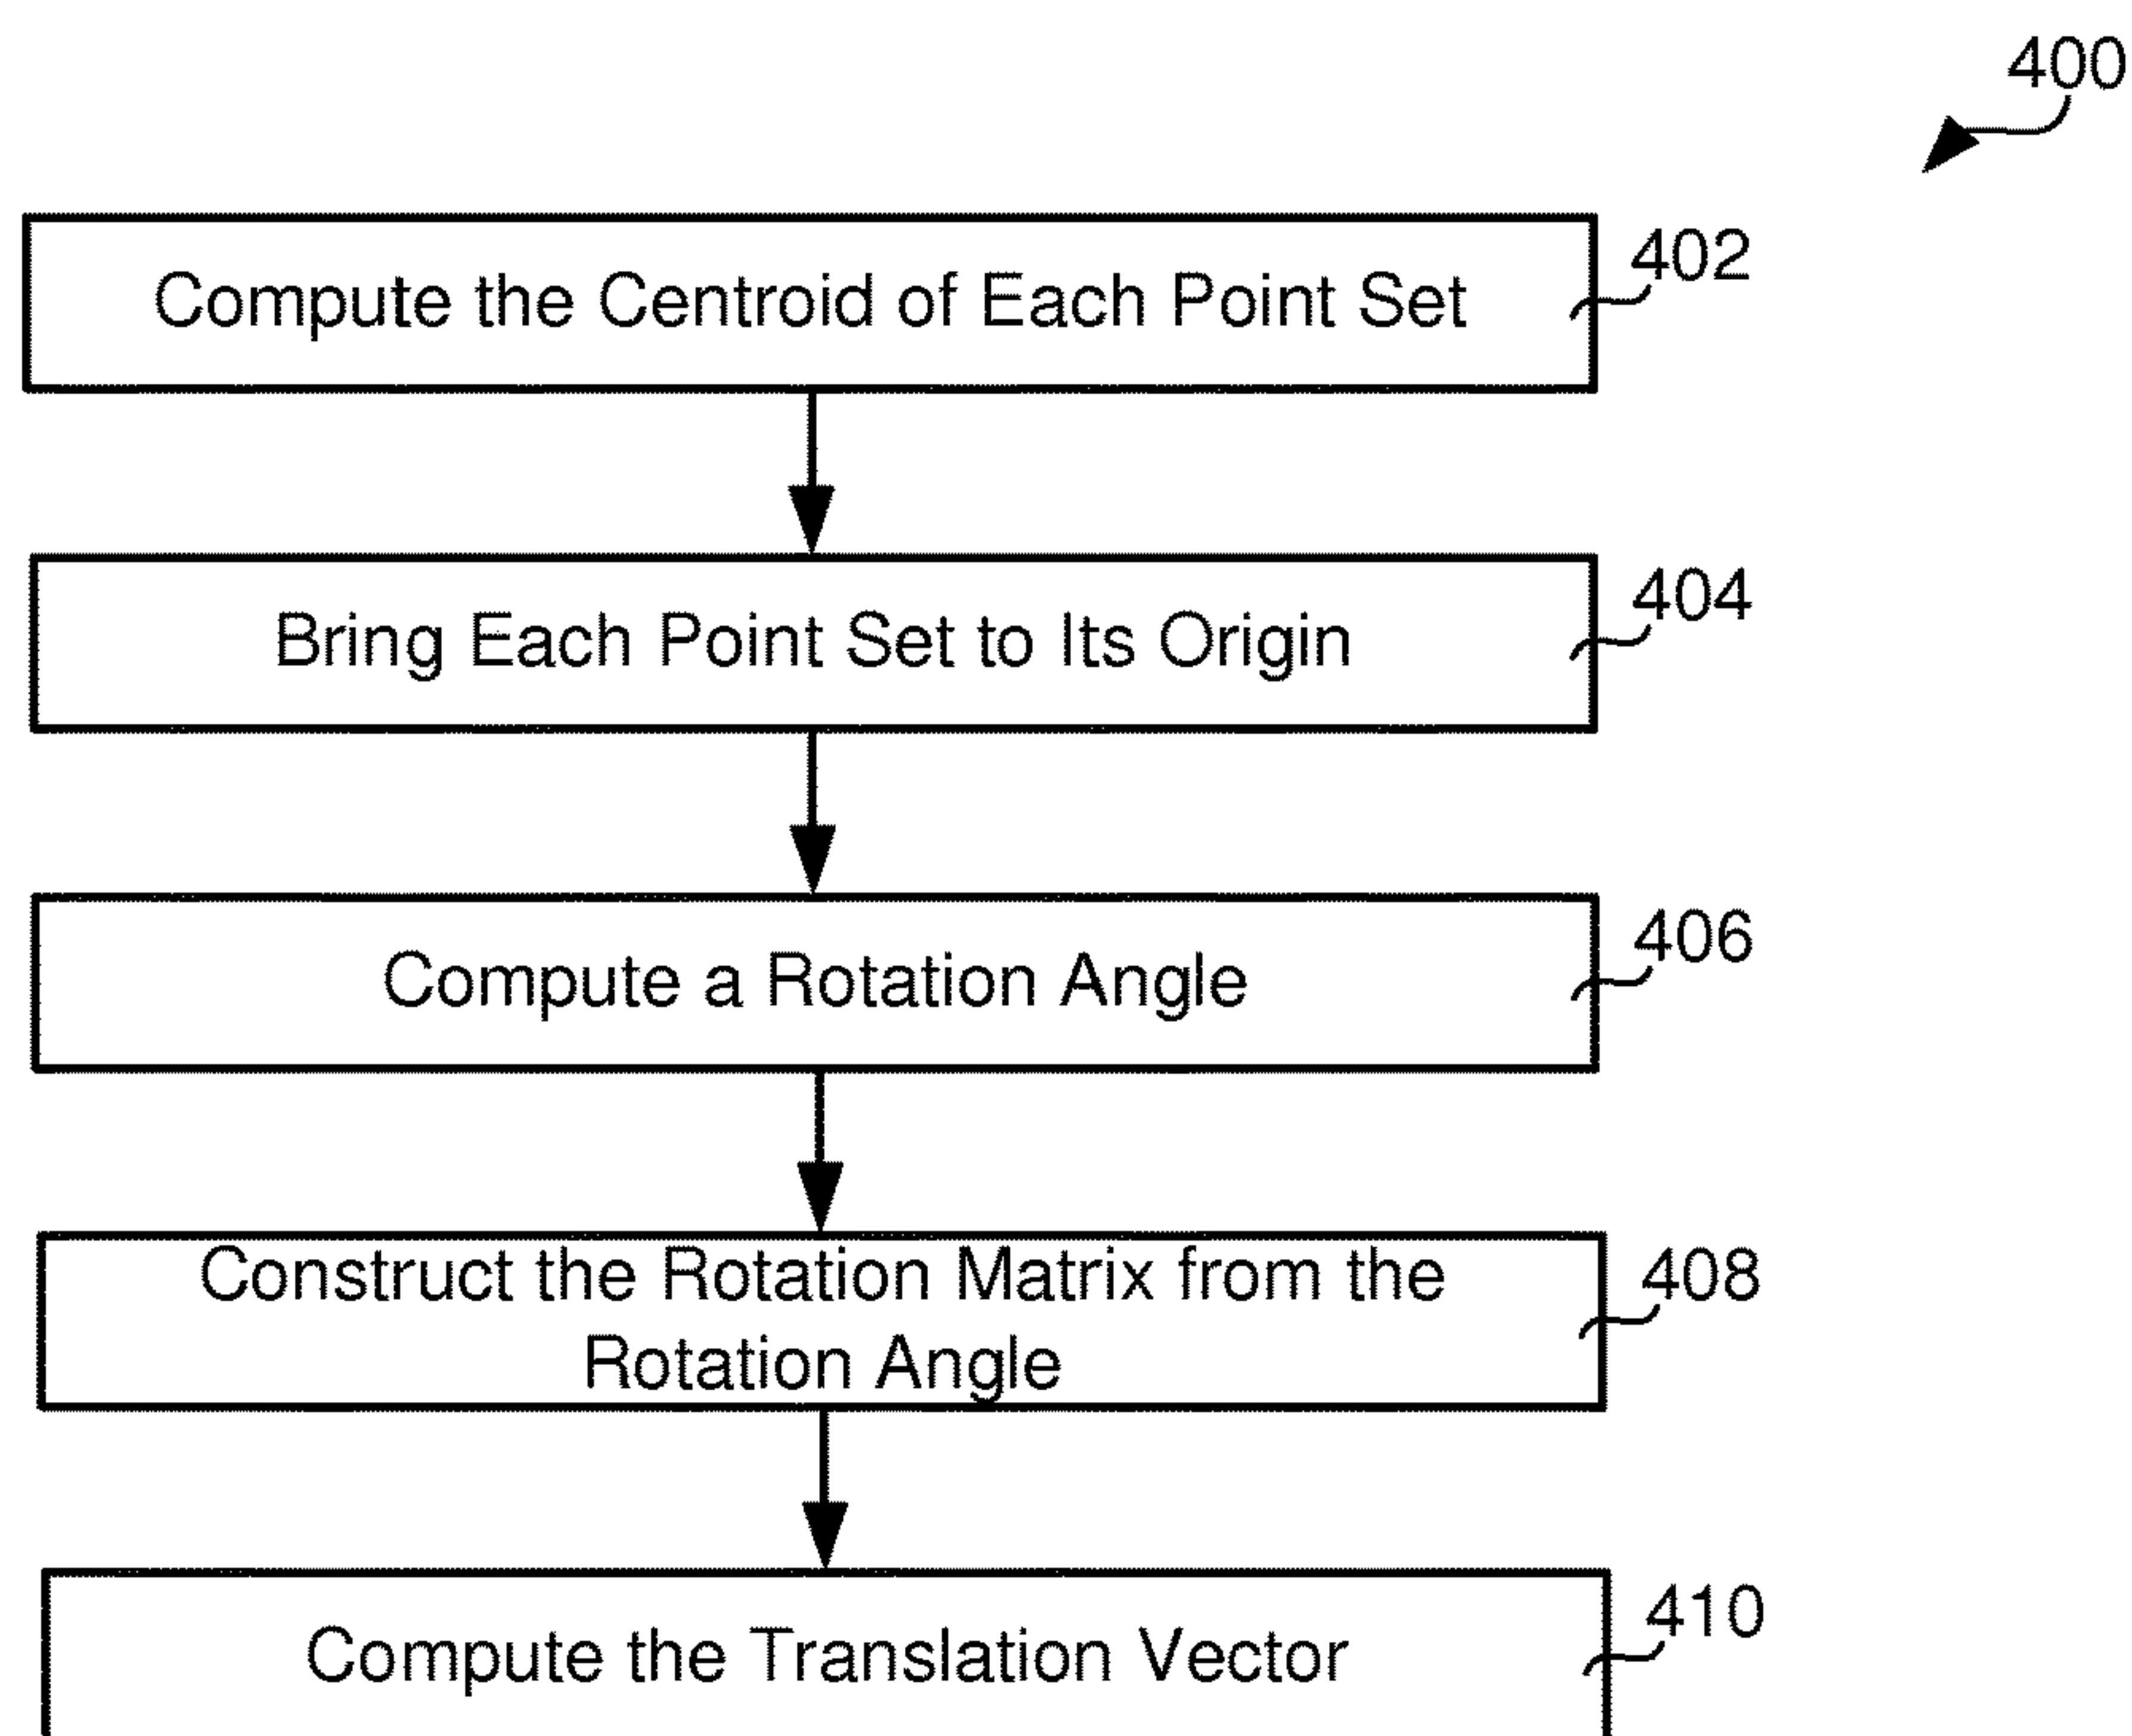 400
Compute the Centroid of Each Point Set
402
Bring Each Point Set to Its Origin
404
Compute a Rotation Angle
406
Construct the Rotation Matrix from the
Rotation Angle
408
Compute the Translation Vector
410